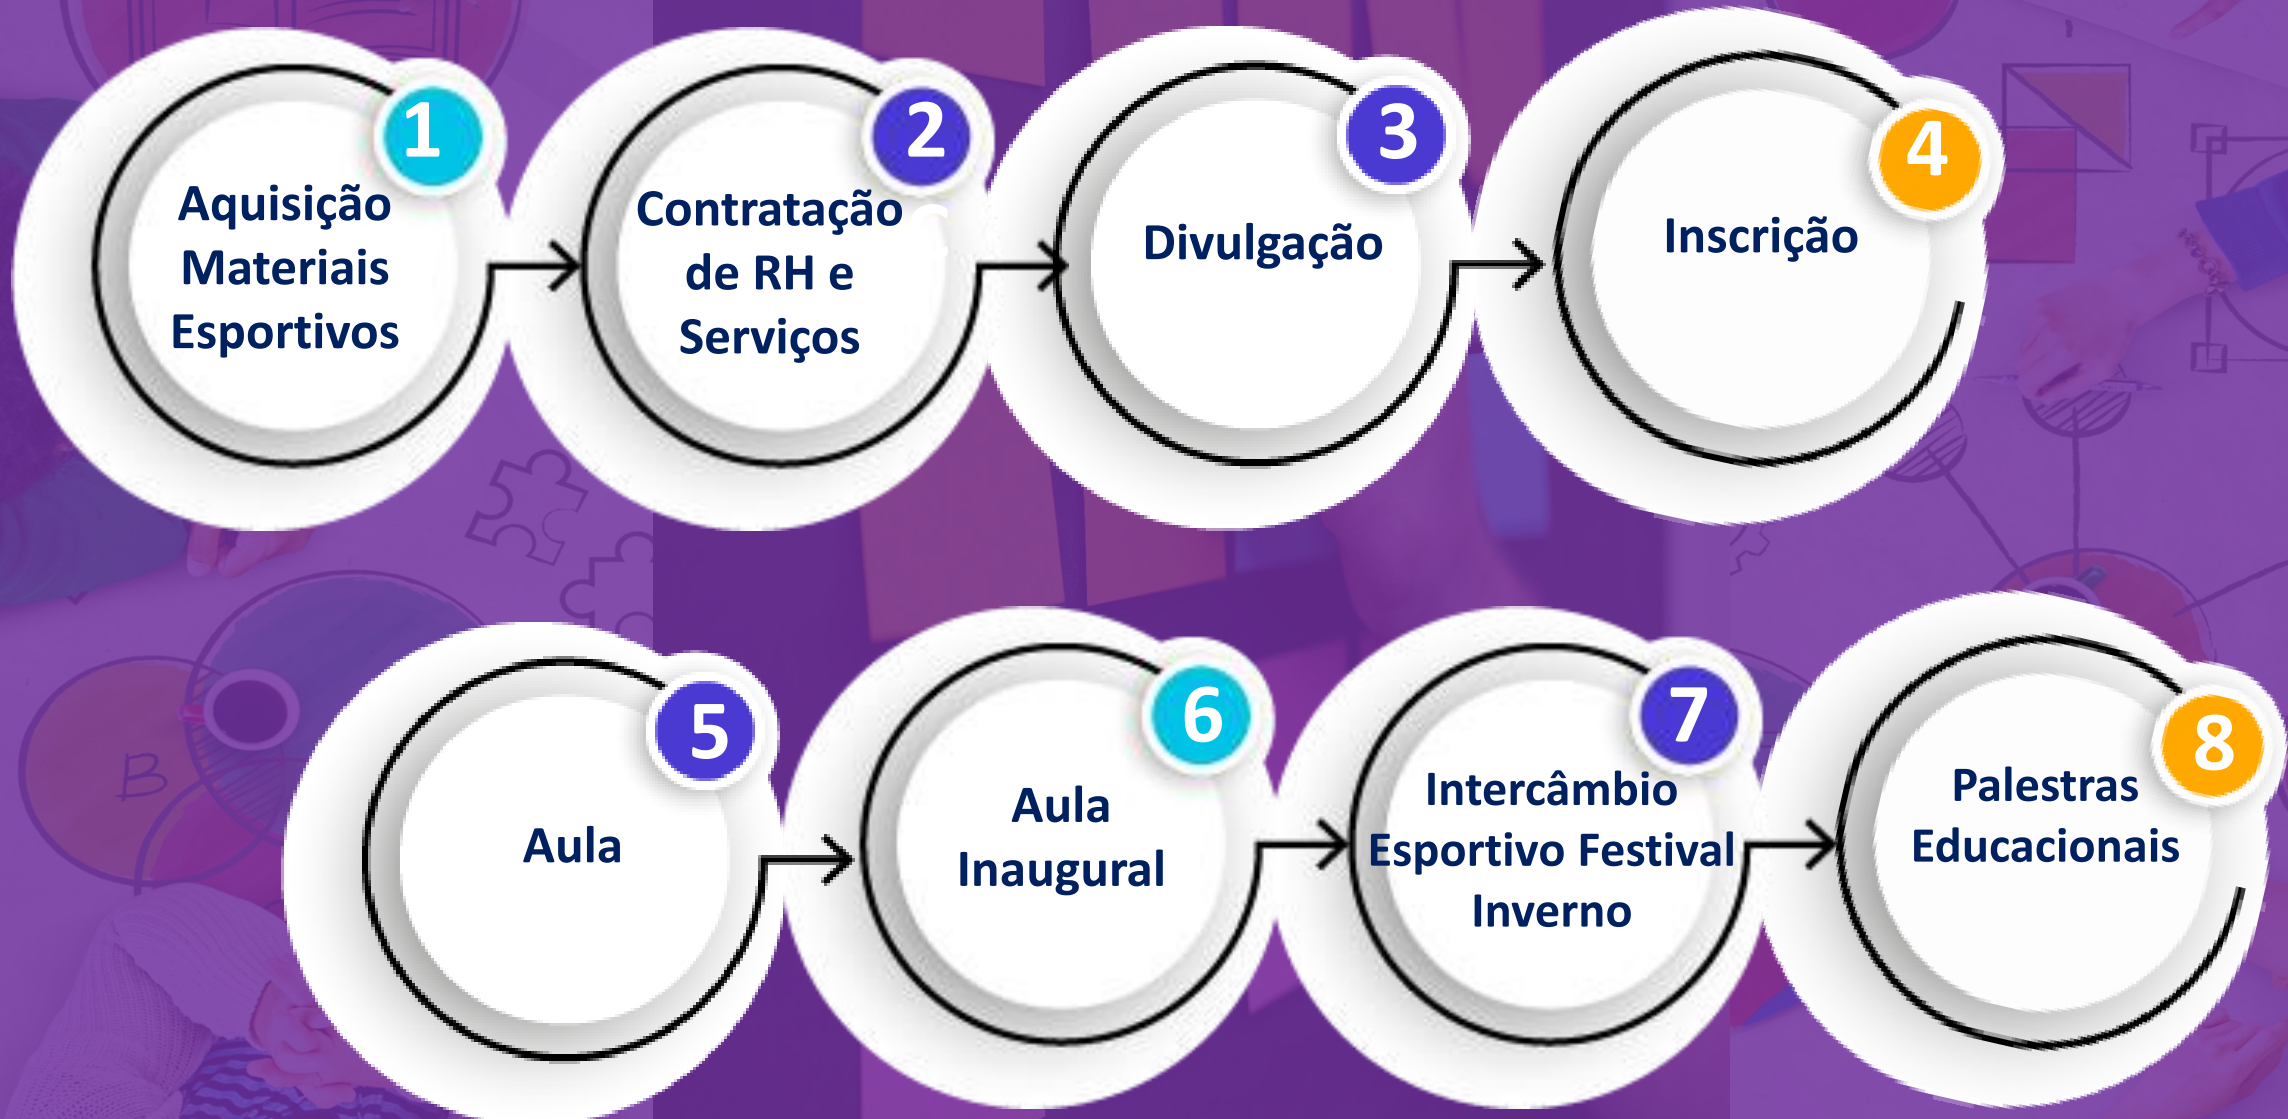 1
Aquisição
Materiais
Esportivos
2
Contratação
de RH e
Serviços
3
Divulgação
4
Inscrição
5
Aula
6
Aula
Inaugural
7
Intercâmbio
Esportivo Festival
Inverno
8
Palestras
Educacionais
B